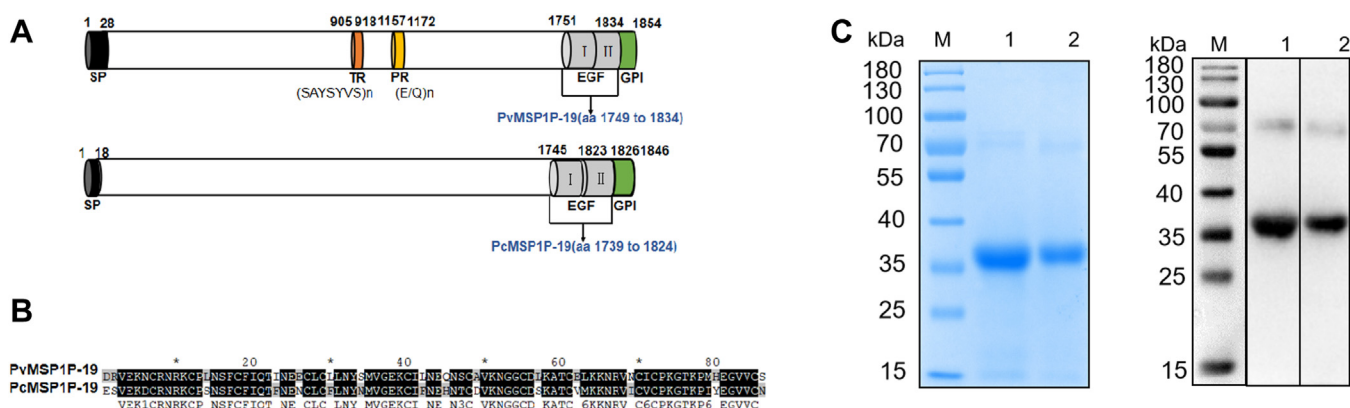 A
1 28 905 918 1157 1172 1751 1834 1854
I II
SP TR PR EGF GPI
(SAYSYVS)n (E/Q)n
PvMSP1P-19(aa 1749 to 1834)
1 18 1745 1823 1826 1846
I II
SP EGF GPI
PcMSP1P-19(aa 1739 to 1824)
B
* 20 * 40 * 60 * 80
PvMSP1P-19
PcMSP1P-19
C
kDa M 1 2
180
130
100
70
55
40
35
25
15
kDa M 1 2
180
130
100
70
55
40
35
25
15